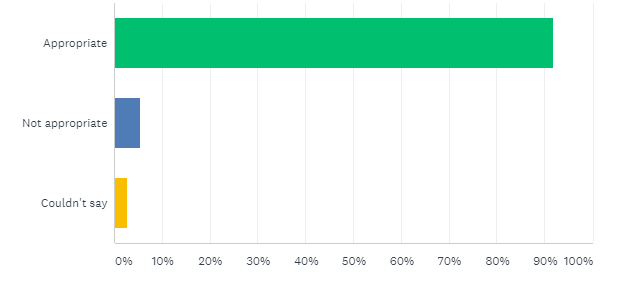 Appropriate
Not appropriate
Couldn't say
0% 10% 20% 30% 40% 50% 60% 70% 80% 90% 100%